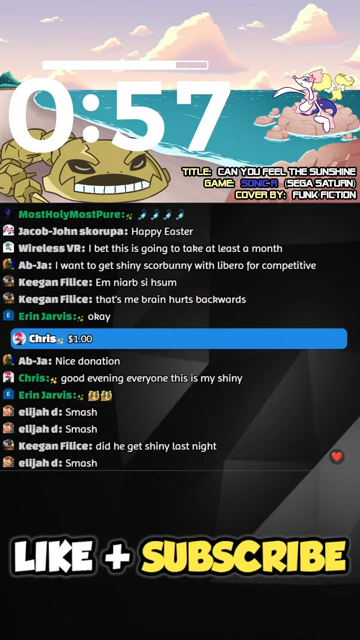 0:57
TITLE: CAN YOU FEEL THE SUNSHINE
GAME: SONIC R (SEGA SATURN)
COVER BY: FUNK FICTION
MostHolyMostPure:
Jacob-John skorupa: Happy Easter
Wireless VR: I bet this is going to take at least a month
Ab-Ja: I want to get shiny scorbunny with libero for competitive
Keegan Filice: Em niarb si hsum
Keegan Filice: that's me brain hurts backwards
Erin Jarvis: okay
Chris $1.00
Ab-Ja: Nice donation
Chris: good evening everyone this is my shiny
Erin Jarvis:
elijah d: Smash
elijah d: Smash
Keegan Filice: did he get shiny last night
elijah d: Smash
LIKE + SUBSCRIBE